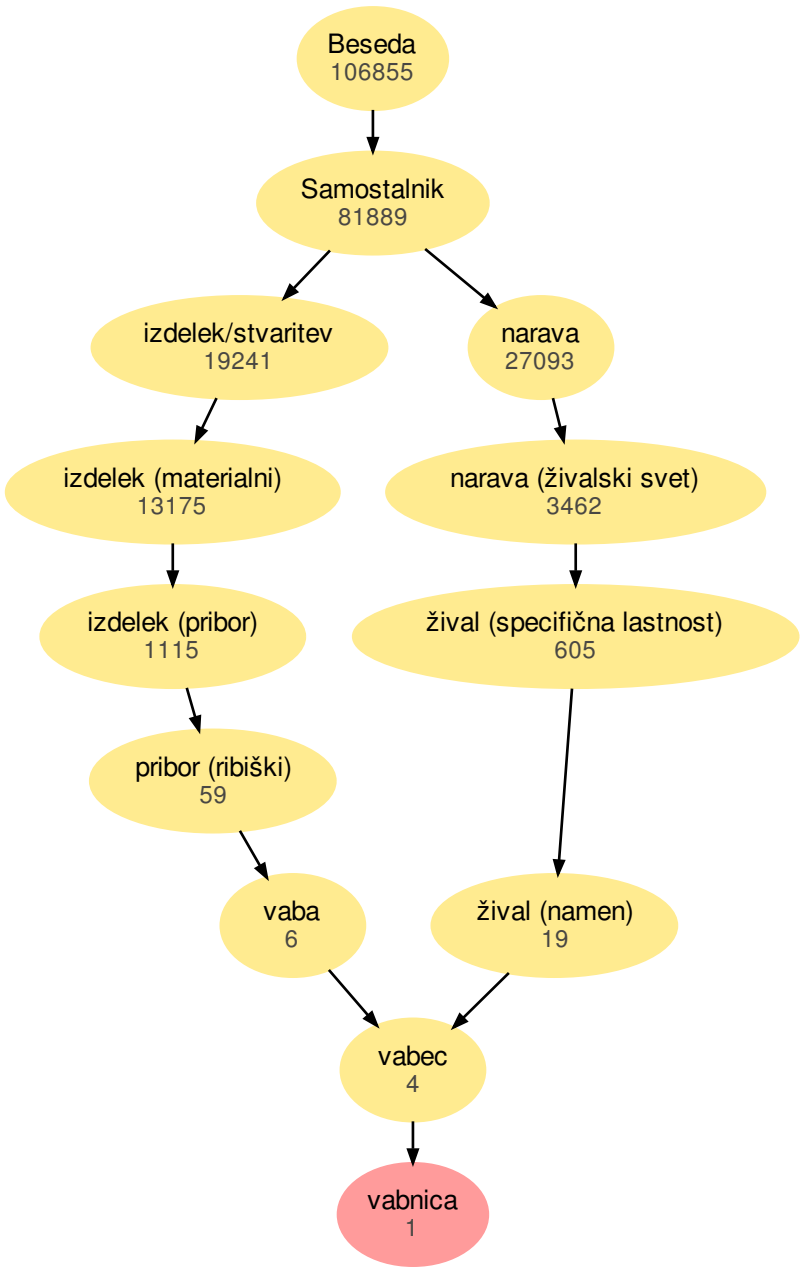 Beseda
106855
Samostalnik
81889
izdelek/stvaritev
19241
narava
27093
izdelek (materialni)
13175
narava (živalski svet)
3462
izdelek (pribor)
1115
žival (specifična lastnost)
605
pribor (ribiški)
59
vaba
6
žival (namen)
19
vabec
4
vabnica
1